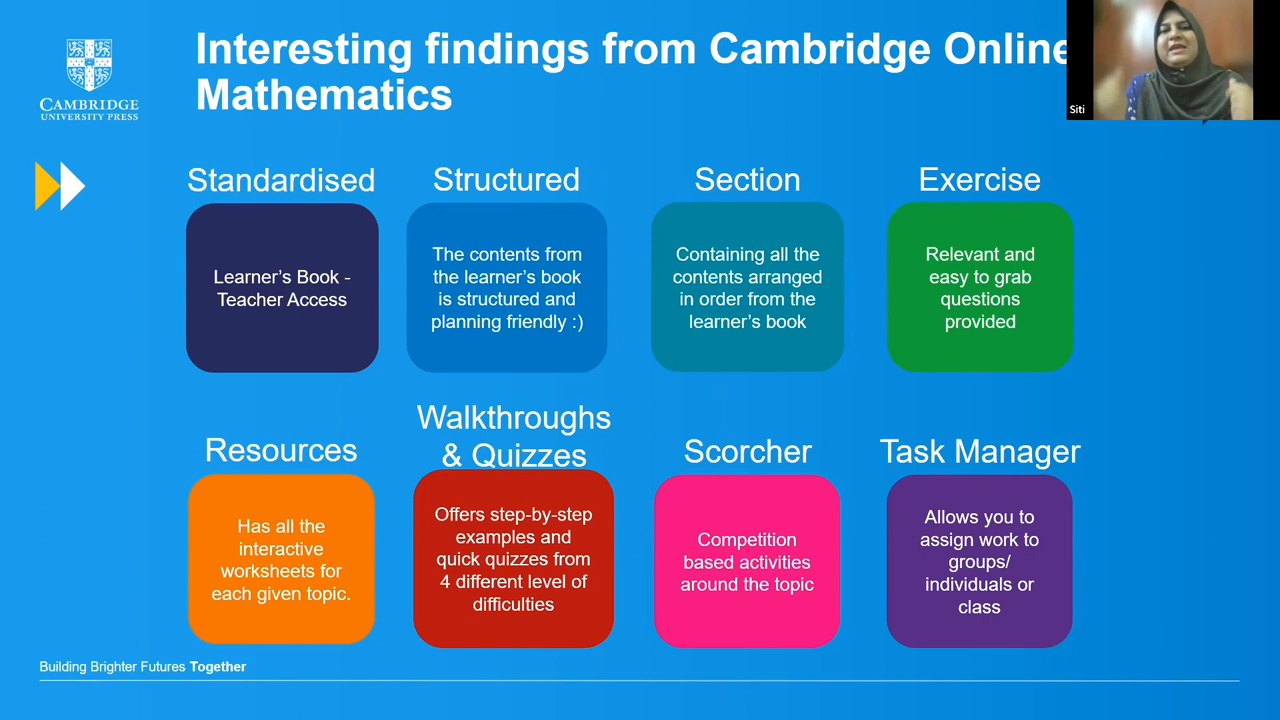 CAMBRIDGE
UNIVERSITY PRESS
Interesting findings from Cambridge Online
Mathematics
Siti
Standardised
Learner's Book -
Teacher Access
Structured
The contents from
the learner's book
is structured and
planning friendly :)
Section
Containing all the
contents arranged
in order from the
learner's book
Exercise
Relevant and
easy to grab
questions
provided
Resources
Has all the
interactive
worksheets for
each given topic.
Walkthroughs
& Quizzes
Offers step-by-step
examples and
quick quizzes from
4 different level of
difficulties
Scorcher
Competition
based activities
around the topic
Task Manager
Allows you to
assign work to
groups/
individuals or
class
Building Brighter Futures Together